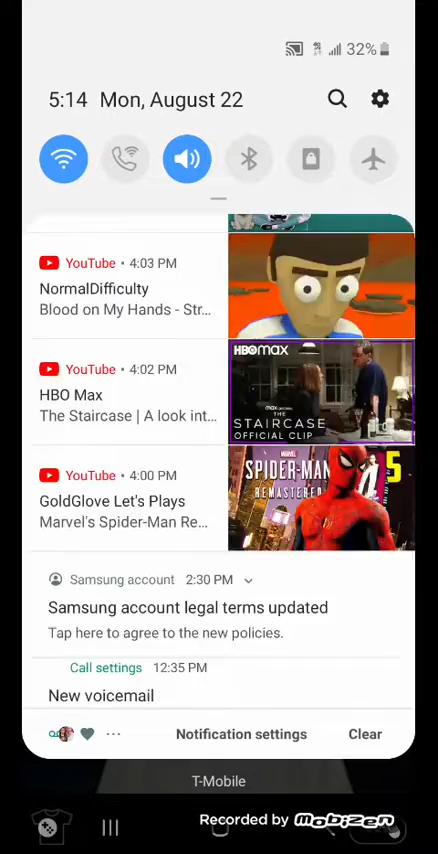 32%
5:14 Mon, August 22
YouTube • 4:03 PM
NormalDifficulty
Blood on My Hands - Str...
YouTube • 4:02 PM
HBO Max
The Staircase | A look int...
HBOMAX
max
THE
STAIRCASE
OFFICIAL CLIP
YouTube • 4:00 PM
GoldGlove Let's Plays
Marvel's Spider-Man Re...
MARVEL
SPIDER-MAN
REMASTERED
5
Samsung account 2:30 PM
Samsung account legal terms updated
Tap here to agree to the new policies.
Call settings 12:35 PM
New voicemail
... Notification settings Clear
T-Mobile
Recorded by Mobizen